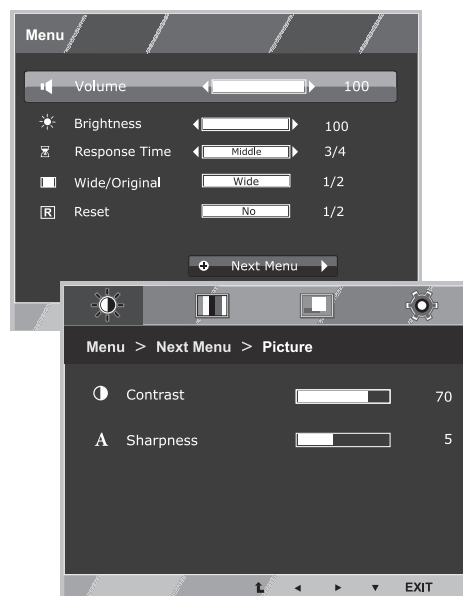 Menu
Volume 100
Brightness 100
Response Time Middle 3/4
Wide/Original Wide 1/2
R Reset No 1/2
Next Menu
Menu > Next Menu > Picture
Contrast 70
A Sharpness 5
EXIT